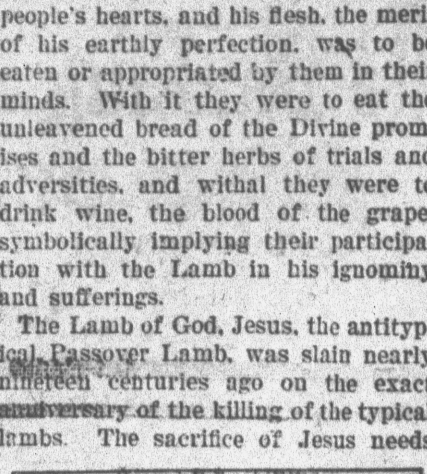 people's hearts, and his flesh, the meri
of his earthly perfection, was to be
eaten or appropriated by them in thei
minds. With it they were to eat the
unleavened bread of the Divine prom
ises and the bitter herbs of trials and
adversities, and withal they were to
drink wine, the blood of the grape
symbolically implying their participa
tion with the Lamb in his ignominy
and sufferings.
The Lamb of God, Jesus, the antityp
ical Passover Lamb, was slain nearly
nineteen centuries ago on the exact
anniversary of the killing of the typical
lambs. The sacrifice of Jesus needs